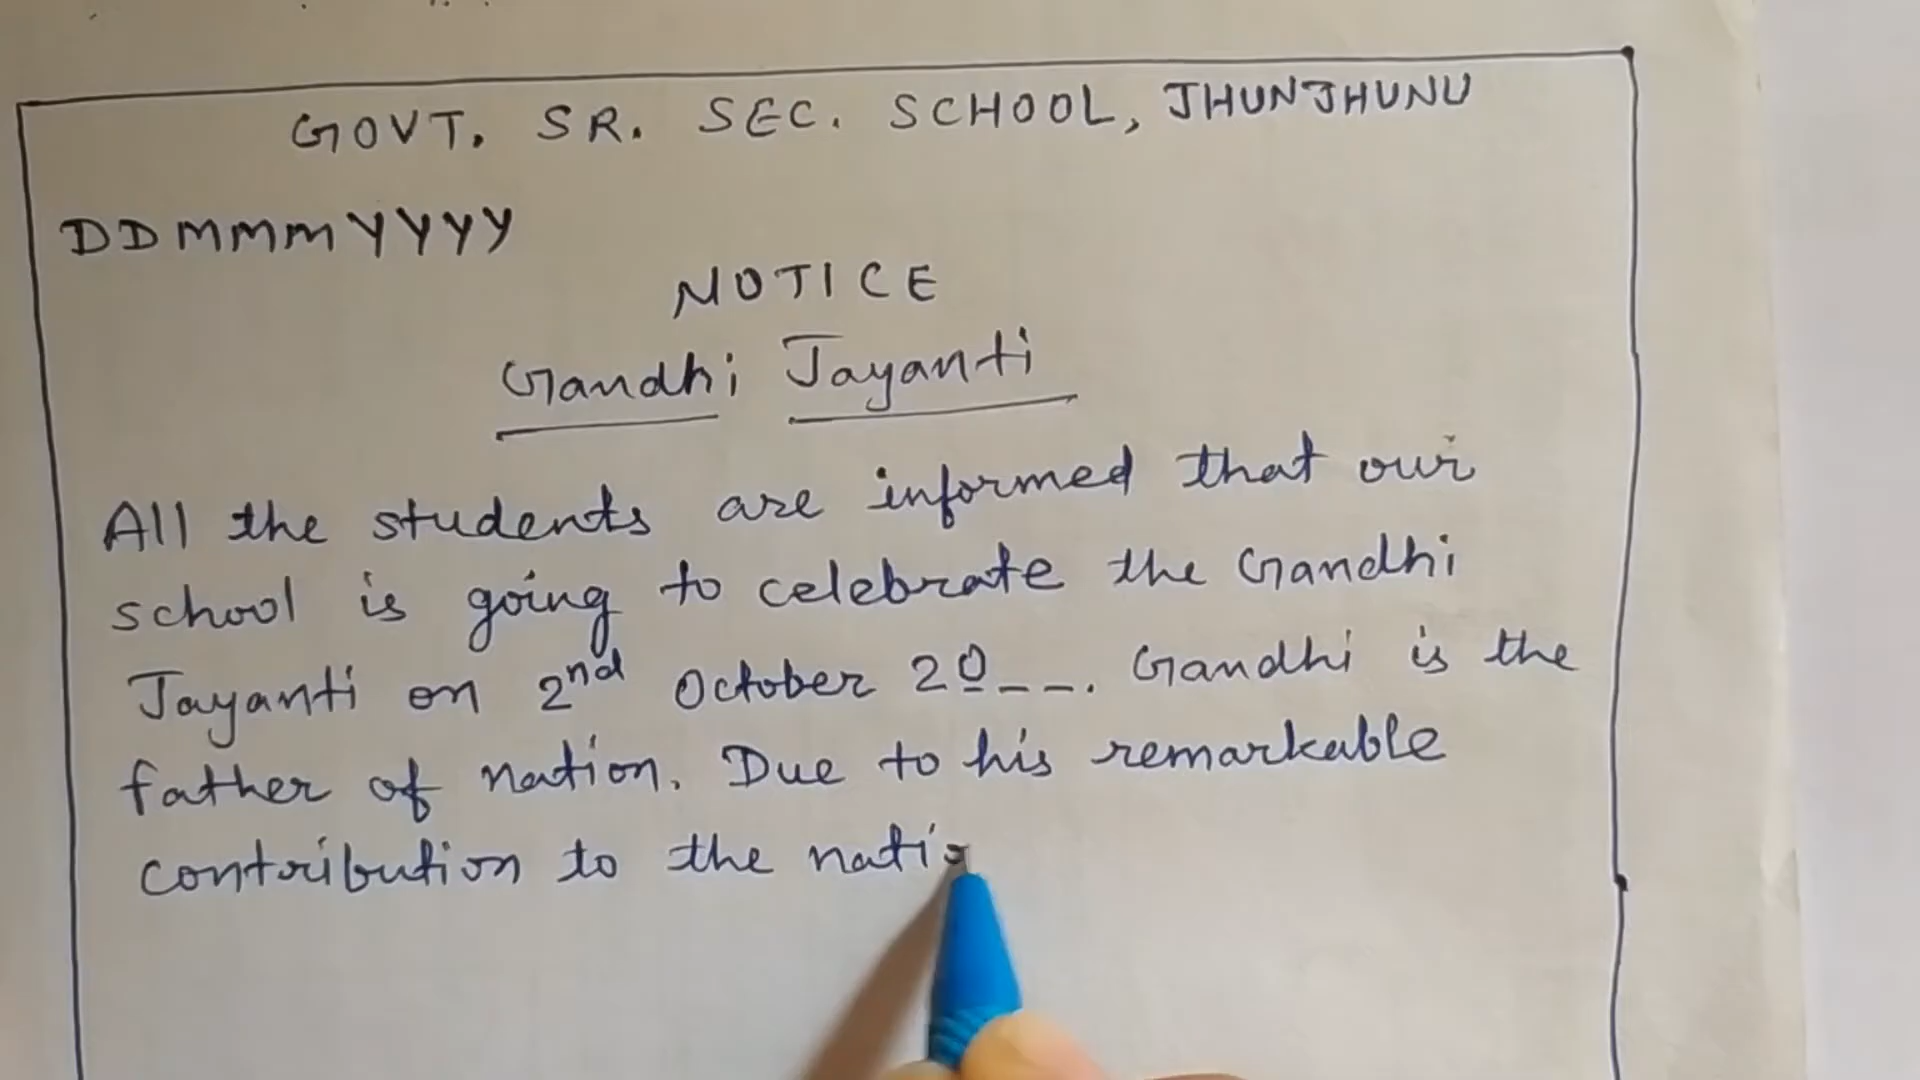 GOVT. SR. SEC. SCHOOL, JHUNJHUNU
DDMMMYYYY
NOTICE
Gandhi Jayanti
All the students are informed that our
school is going to celebrate the Gandhi
Jayanti on 2nd October 20__. Gandhi is the
father of nation. Due to his remarkable
contribution to the natio